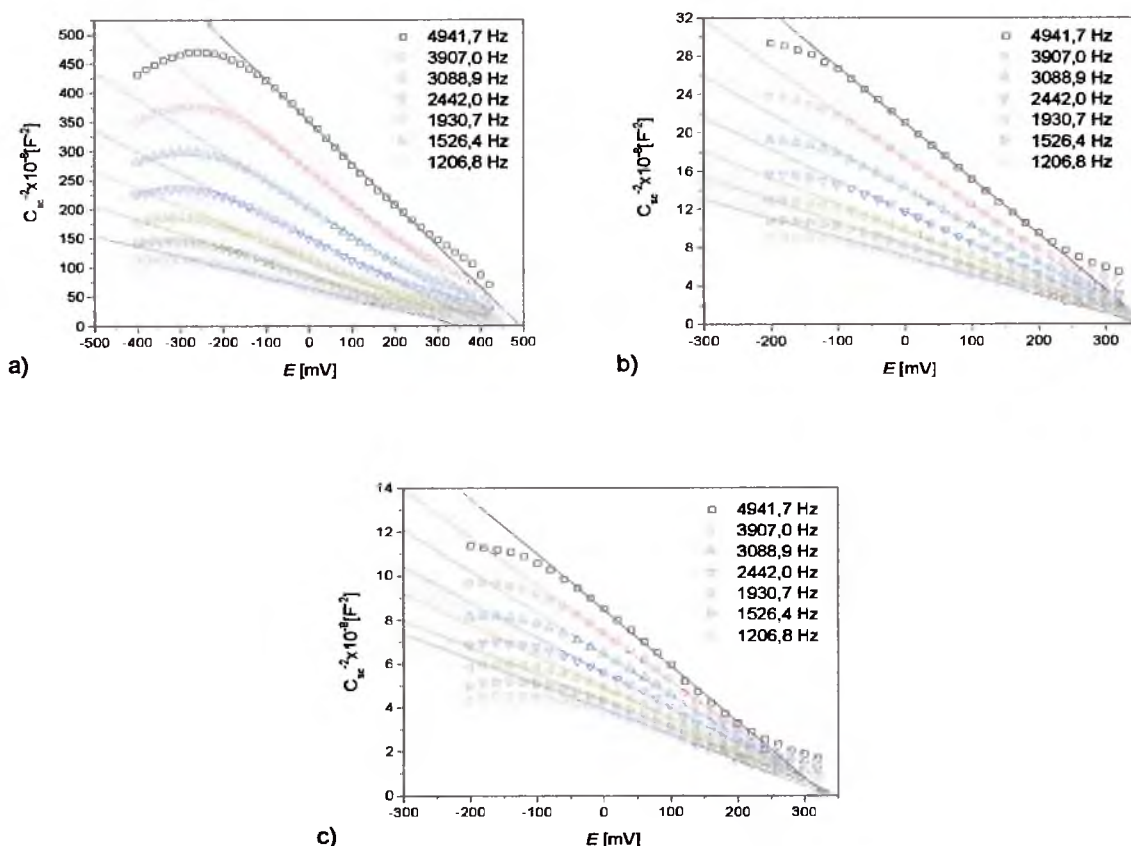 500
450
400
350
300
250
200
150
100
50
0
C_sc^-2x10^-8[F^-2]
4941,7 Hz
3907,0 Hz
3088,9 Hz
2442,0 Hz
1930,7 Hz
1526,4 Hz
1206,8 Hz
-500 -400 -300 -200 -100 0 100 200 300 400 500
E [mV]
a)
32
28
24
20
16
12
8
4
0
C_sc^-2x10^-8[F^-2]
4941,7 Hz
3907,0 Hz
3088,9 Hz
2442,0 Hz
1930,7 Hz
1526,4 Hz
1206,8 Hz
-300 -200 -100 0 100 200 300
E [mV]
b)
14
12
10
8
6
4
2
0
C_sc^-2x10^-8[F^-2]
4941,7 Hz
3907,0 Hz
3088,9 Hz
2442,0 Hz
1930,7 Hz
1526,4 Hz
1206,8 Hz
-300 -200 -100 0 100 200 300
E [mV]
c)